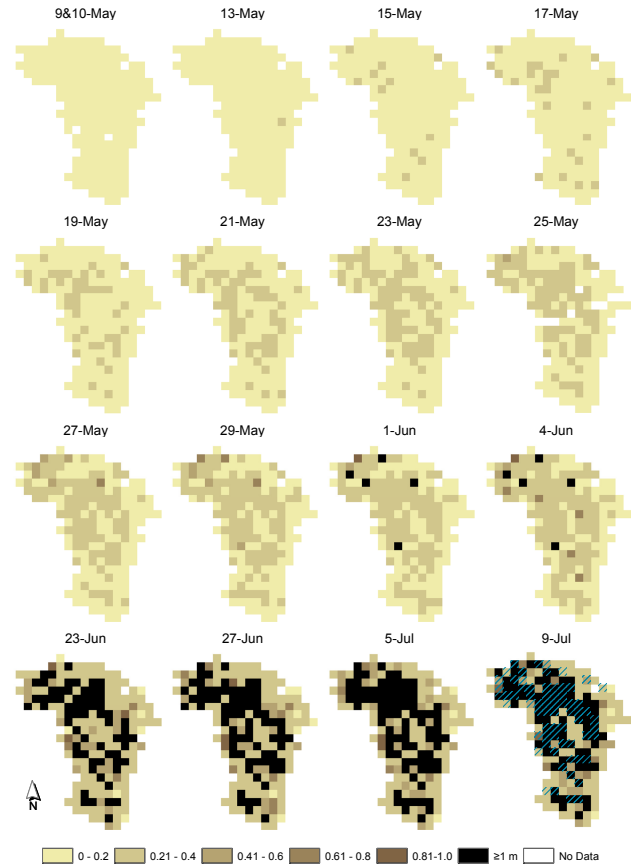 9&10-May 13-May 15-May 17-May
19-May 21-May 23-May 25-May
27-May 29-May 1-Jun 4-Jun
23-Jun 27-Jun 5-Jul 9-Jul
N
0 - 0.2 0.21 - 0.4 0.41 - 0.6 0.61 - 0.8 0.81-1.0 ≥1 m No Data